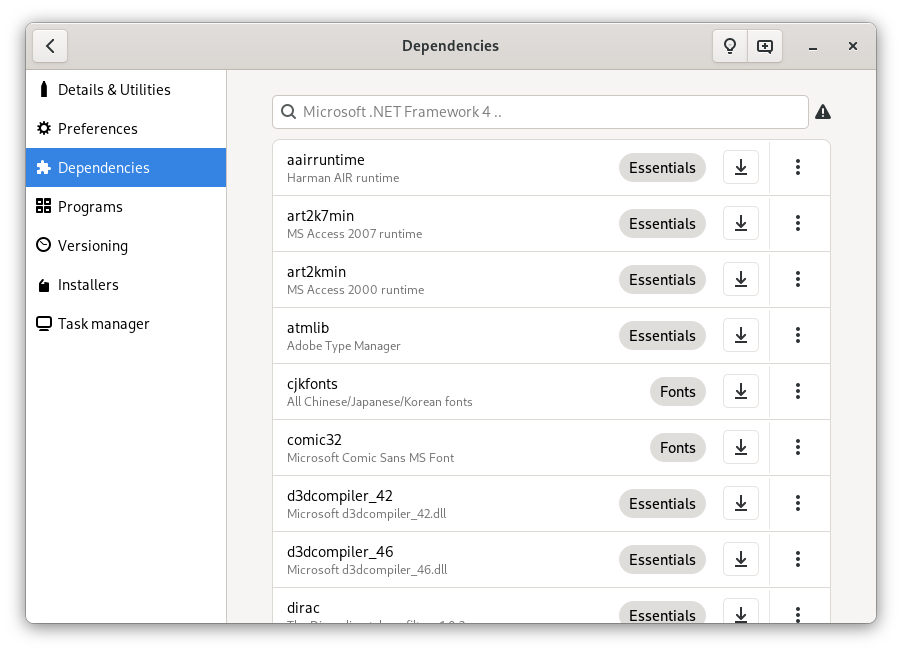 Dependencies
Details & Utilities
Preferences
Dependencies
Programs
Versioning
Installers
Task manager
Microsoft .NET Framework 4 ..
aairruntime
Harman AIR runtime
Essentials
art2k7min
MS Access 2007 runtime
Essentials
art2kmin
MS Access 2000 runtime
Essentials
atmlib
Adobe Type Manager
Essentials
cjkfonts
All Chinese/Japanese/Korean fonts
Fonts
comic32
Microsoft Comic Sans MS Font
Fonts
d3dcompiler_42
Microsoft d3dcompiler_42.dll
Essentials
d3dcompiler_46
Microsoft d3dcompiler_46.dll
Essentials
dirac
Essentials